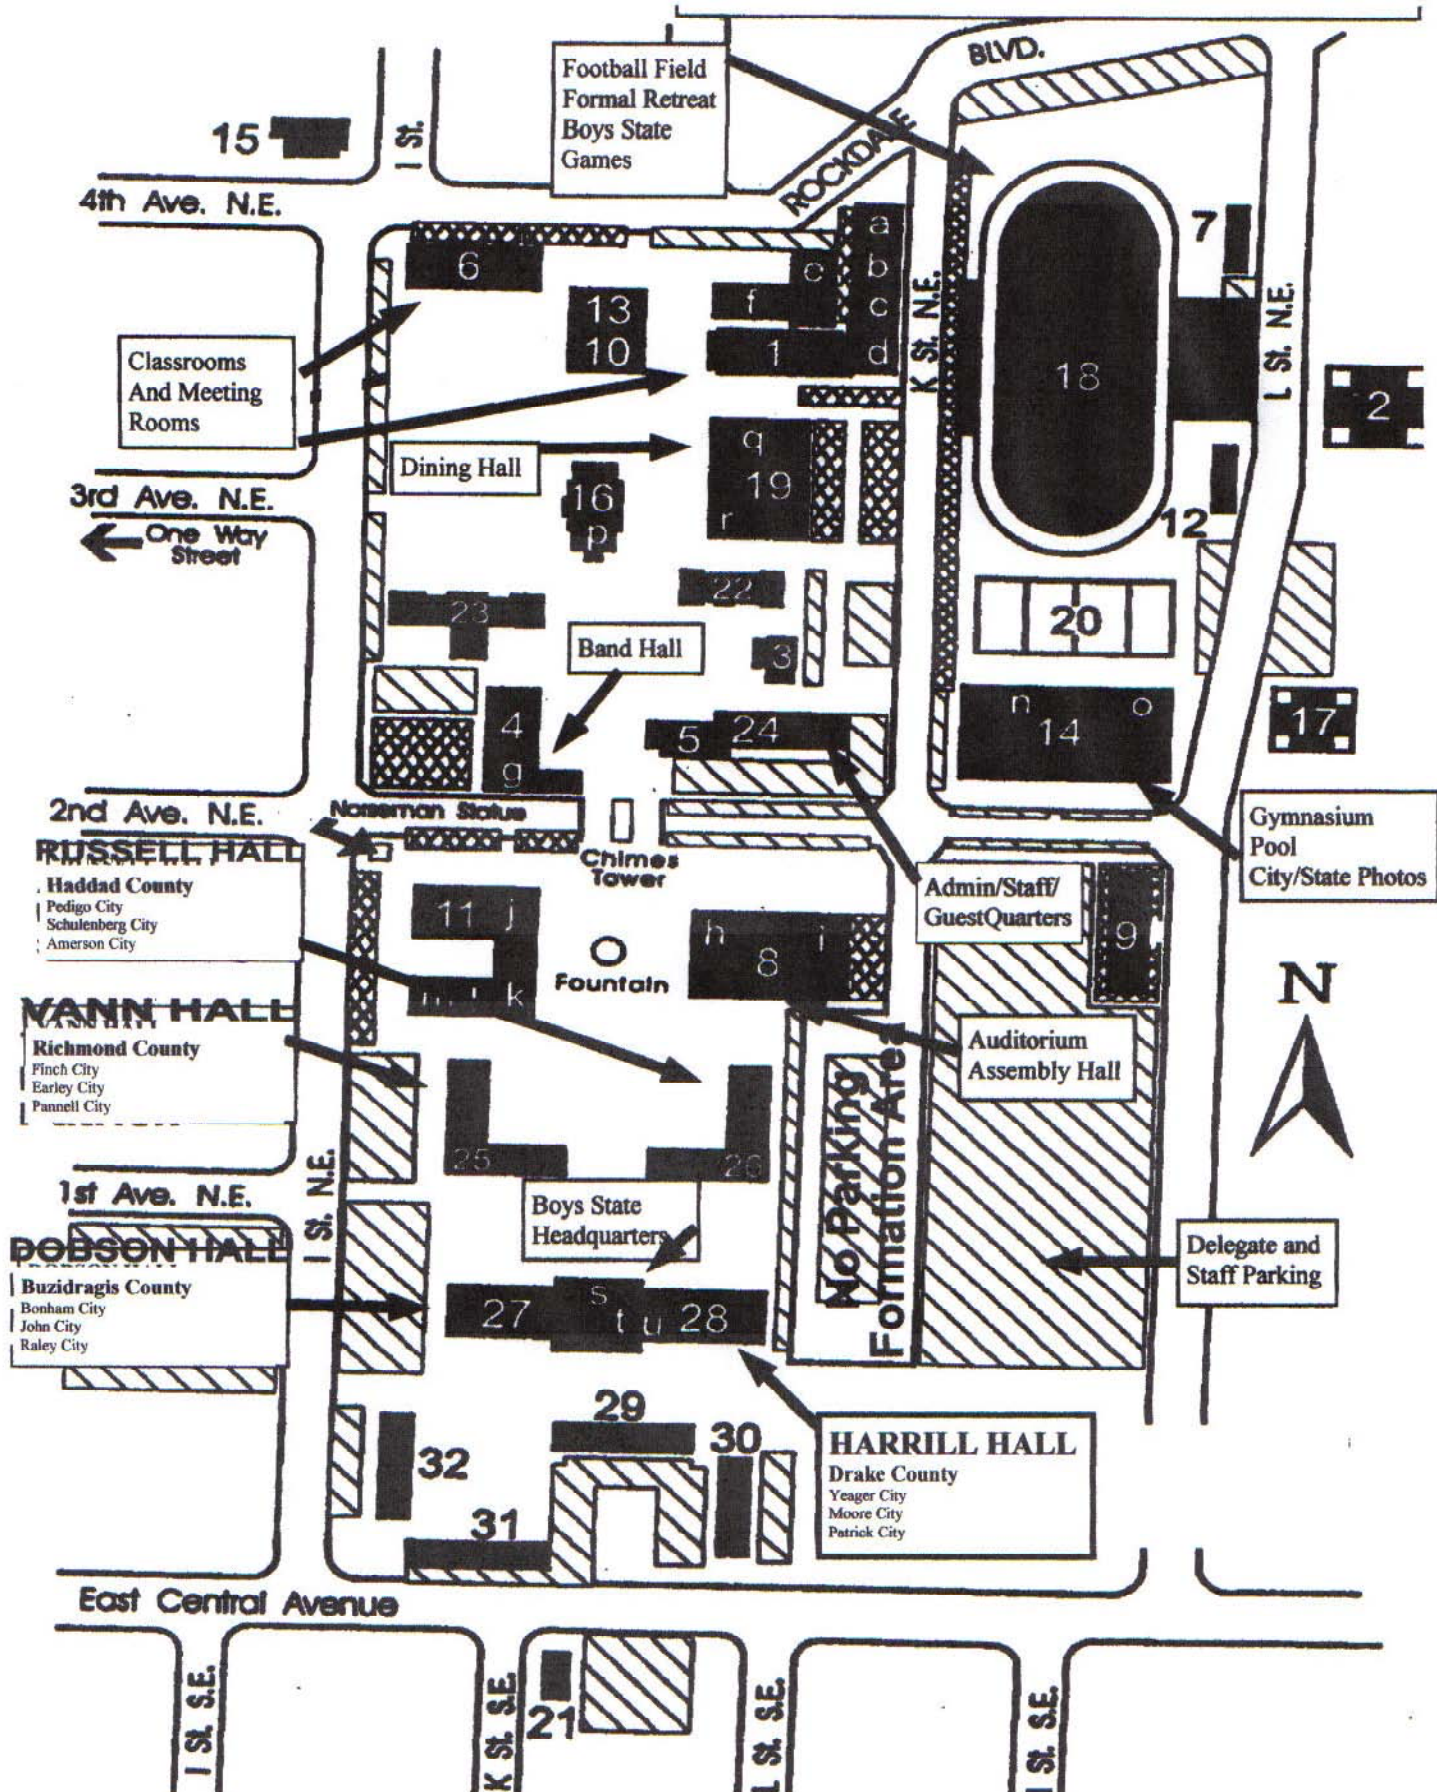 BLVD.
Football Field
Formal Retreat
Boys State
Games
ROCKDALE
15
I St.
4th Ave. N.E.
6
13
10
a
b
c
d
e
f
1
K St. N.E.
7
L St. N.E.
18
2
Classrooms
And Meeting
Rooms
Dining Hall
q
19
r
16
p
3rd Ave. N.E.
One Way
Street
12
20
23
22
Band Hall
3
4
g
5
24
n
14
o
17
2nd Ave. N.E.
Norseman Statue
Chimes
Tower
Gymnasium
Pool
City/State Photos
RUSSELL HALL
Haddad County
Pedigo City
Schulenberg City
Amerson City
Admin/Staff/
GuestQuarters
11
j
m
k
Fountain
h
i
8
9
N
VANN HALL
VANN HALL
Richmond County
Finch City
Earley City
Pannell City
Auditorium
Assembly Hall
25
26
No Parking
Formation Area
1st Ave. N.E.
I St. N.E.
Boys State
Headquarters
DOBSON HALL
DOBSON HALL
Buzidragis County
Bonham City
John City
Raley City
Delegate and
Staff Parking
27
s
t
u
28
29
30
32
31
HARRILL HALL
Drake County
Yeager City
Moore City
Patrick City
East Central Avenue
I St. S.E.
K St. S.E.
21
L St. S.E.
St. S.E.